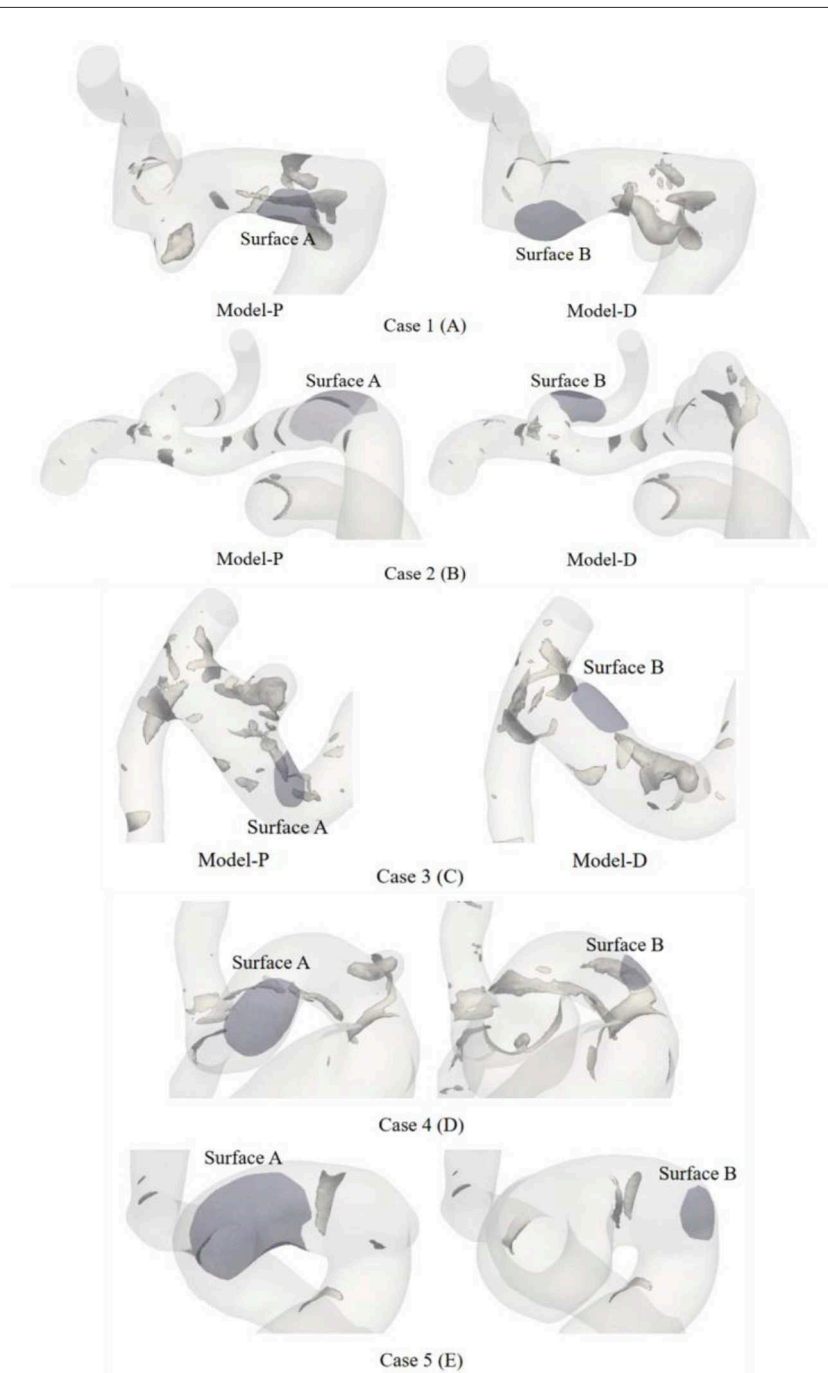 Surface A
Surface B
Model-P
Model-D
Case 1 (A)
Surface A
Surface B
Model-P
Model-D
Case 2 (B)
Surface B
Surface A
Model-P
Model-D
Case 3 (C)
Surface A
Surface B
Case 4 (D)
Surface A
Surface B
Case 5 (E)